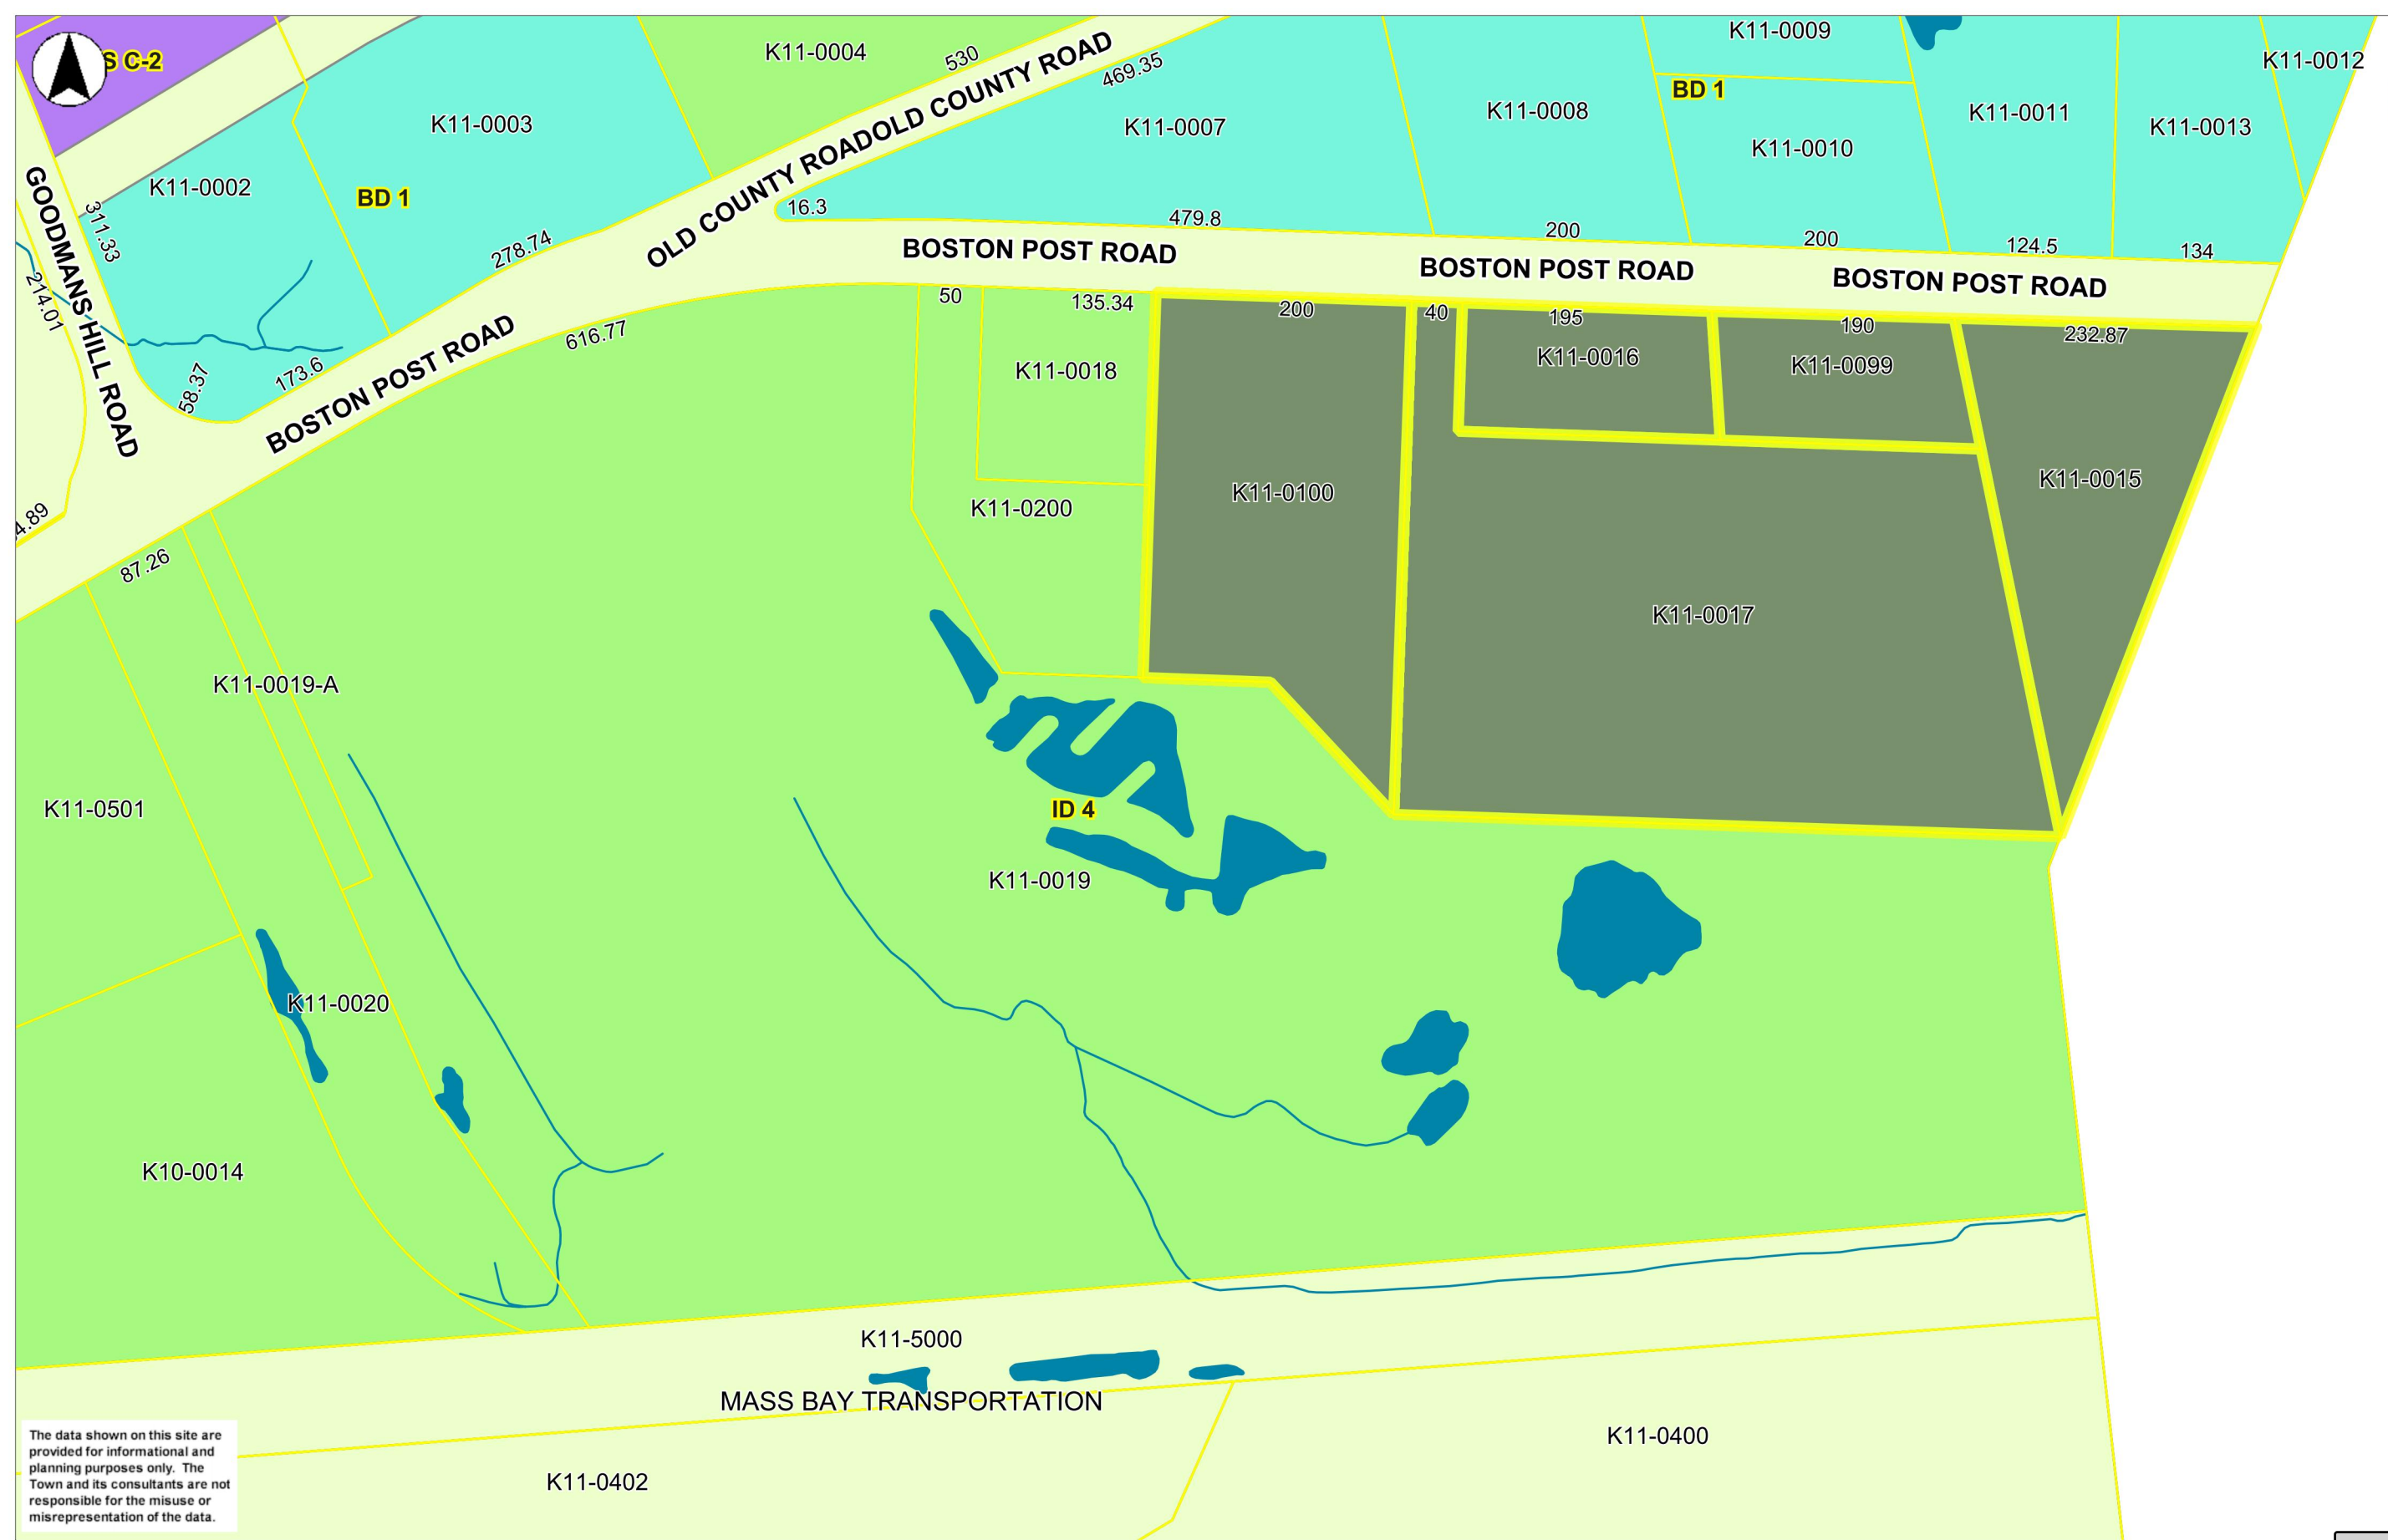 K11-0009
K11-0004
530
OLD COUNTY ROADOLD COUNTY ROAD
469.35
S C-2
K11-0012
BD 1
K11-0003
K11-0007
K11-0008
K11-0011
K11-0013
K11-0010
K11-0002
BD 1
GOODMANS HILL ROAD
311.33
16.3
479.8
200
200
124.5
134
278.74
BOSTON POST ROAD
BOSTON POST ROAD
BOSTON POST ROAD
214.01
50
135.34
200
40
195
190
232.87
616.77
BOSTON POST ROAD
58.37
173.6
K11-0018
K11-0016
K11-0099
K11-0100
K11-0015
K11-0200
4.89
87.26
K11-0017
K11-0019-A
K11-0501
ID 4
K11-0019
K11-0020
K10-0014
K11-5000
MASS BAY TRANSPORTATION
K11-0400
K11-0402
The data shown on this site are
provided for informational and
planning purposes only. The
Town and its consultants are not
responsible for the misuse or
misrepresentation of the data.